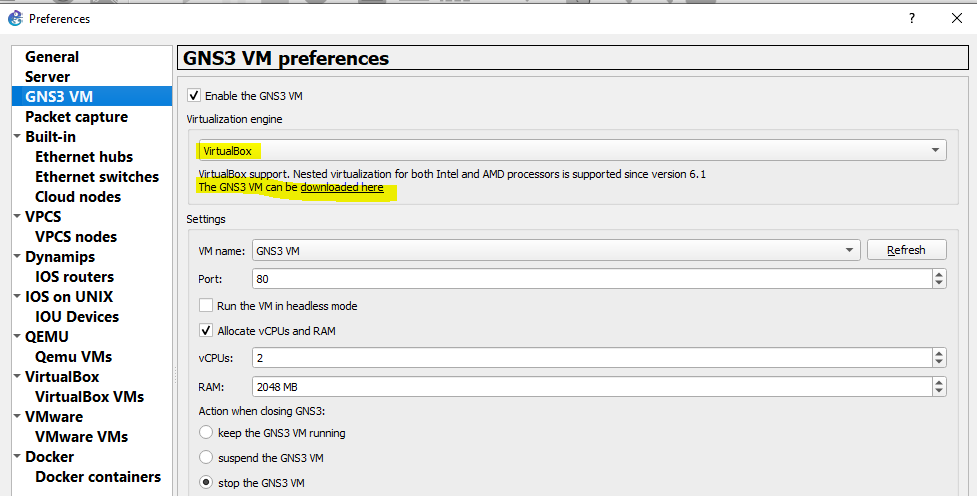 Preferences
?
General
Server
GNS3 VM
Packet capture
Built-in
Ethernet hubs
Ethernet switches
Cloud nodes
VPCS
VPCS nodes
Dynamips
IOS routers
IOS on UNIX
IOU Devices
QEMU
Qemu VMs
VirtualBox
VirtualBox VMs
VMware
VMware VMs
Docker
Docker containers
GNS3 VM preferences
Enable the GNS3 VM
Virtualization engine
VirtualBox
VirtualBox support. Nested virtualization for both Intel and AMD processors is supported since version 6.1
The GNS3 VM can be downloaded here
Settings
VM name: GNS3 VM Refresh
Port: 80
Run the VM in headless mode
Allocate vCPUs and RAM
vCPUs: 2
RAM: 2048 MB
Action when closing GNS3:
keep the GNS3 VM running
suspend the GNS3 VM
stop the GNS3 VM